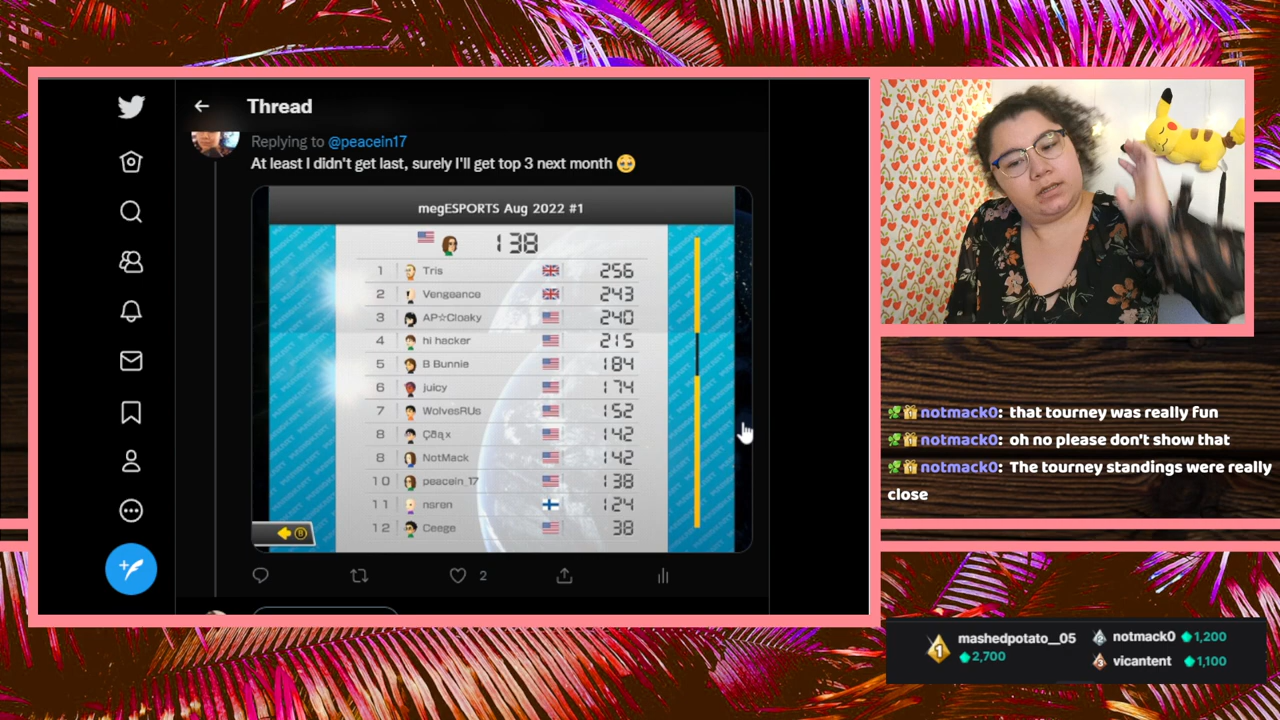 Thread
Replying to @peacein17
At least I didn't get last, surely I'll get top 3 next month 🥹
megESPORTS Aug 2022 #1
138
1 Tris 256
2 Vengeance 243
3 AP☆Cloaky 240
4 hi hacker 215
5 B Bunnie 184
6 juicy 174
7 WolvesRUs 152
8 142
8 NotMack 142
10 peacein_17 138
11 nsren 124
12 Ceege 38
B
2
notmack0: that tourney was really fun
notmack0: oh no please don't show that
notmack0: The tourney standings were really
close
1 mashedpotato__05 2,700
2 notmack0 1,200
3 vicantent 1,100